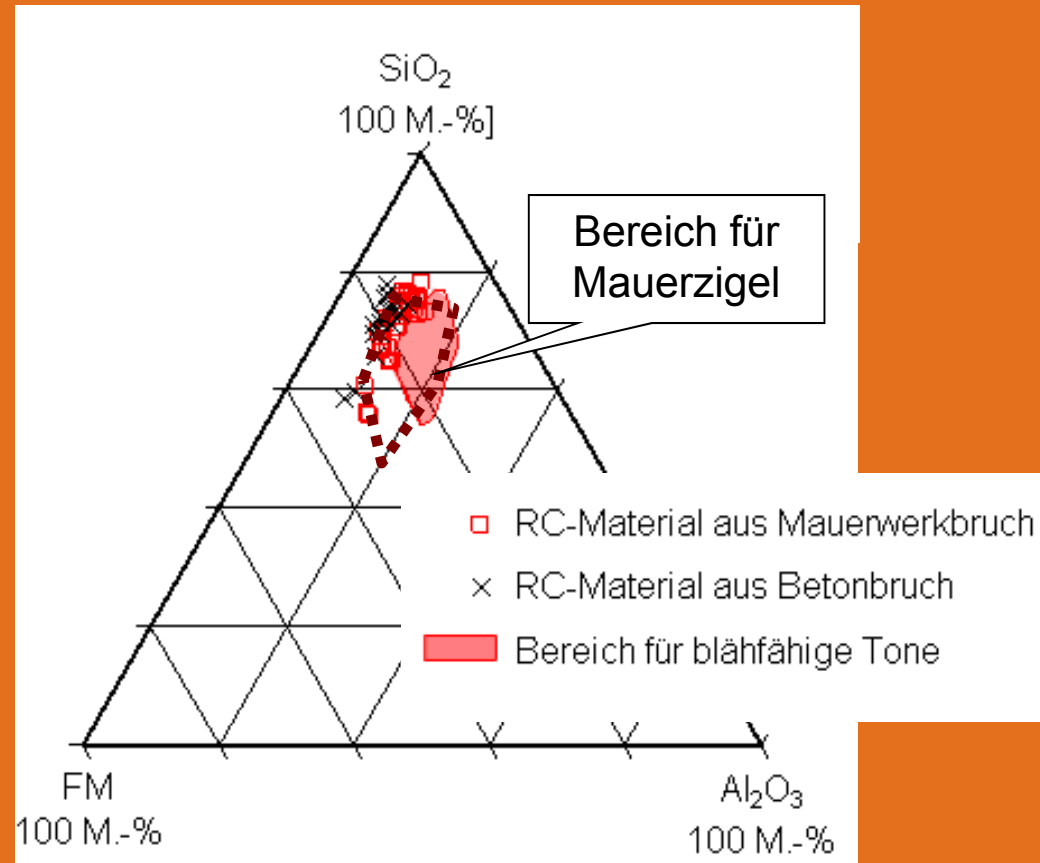 SiO₂
100 M.-%]
Bereich für
Mauerzigel
RC-Material aus Mauerwerkbruch
RC-Material aus Betonbruch
Bereich für blähfähige Tone
FM
100 M.-%
Al₂O₃
100 M.-%